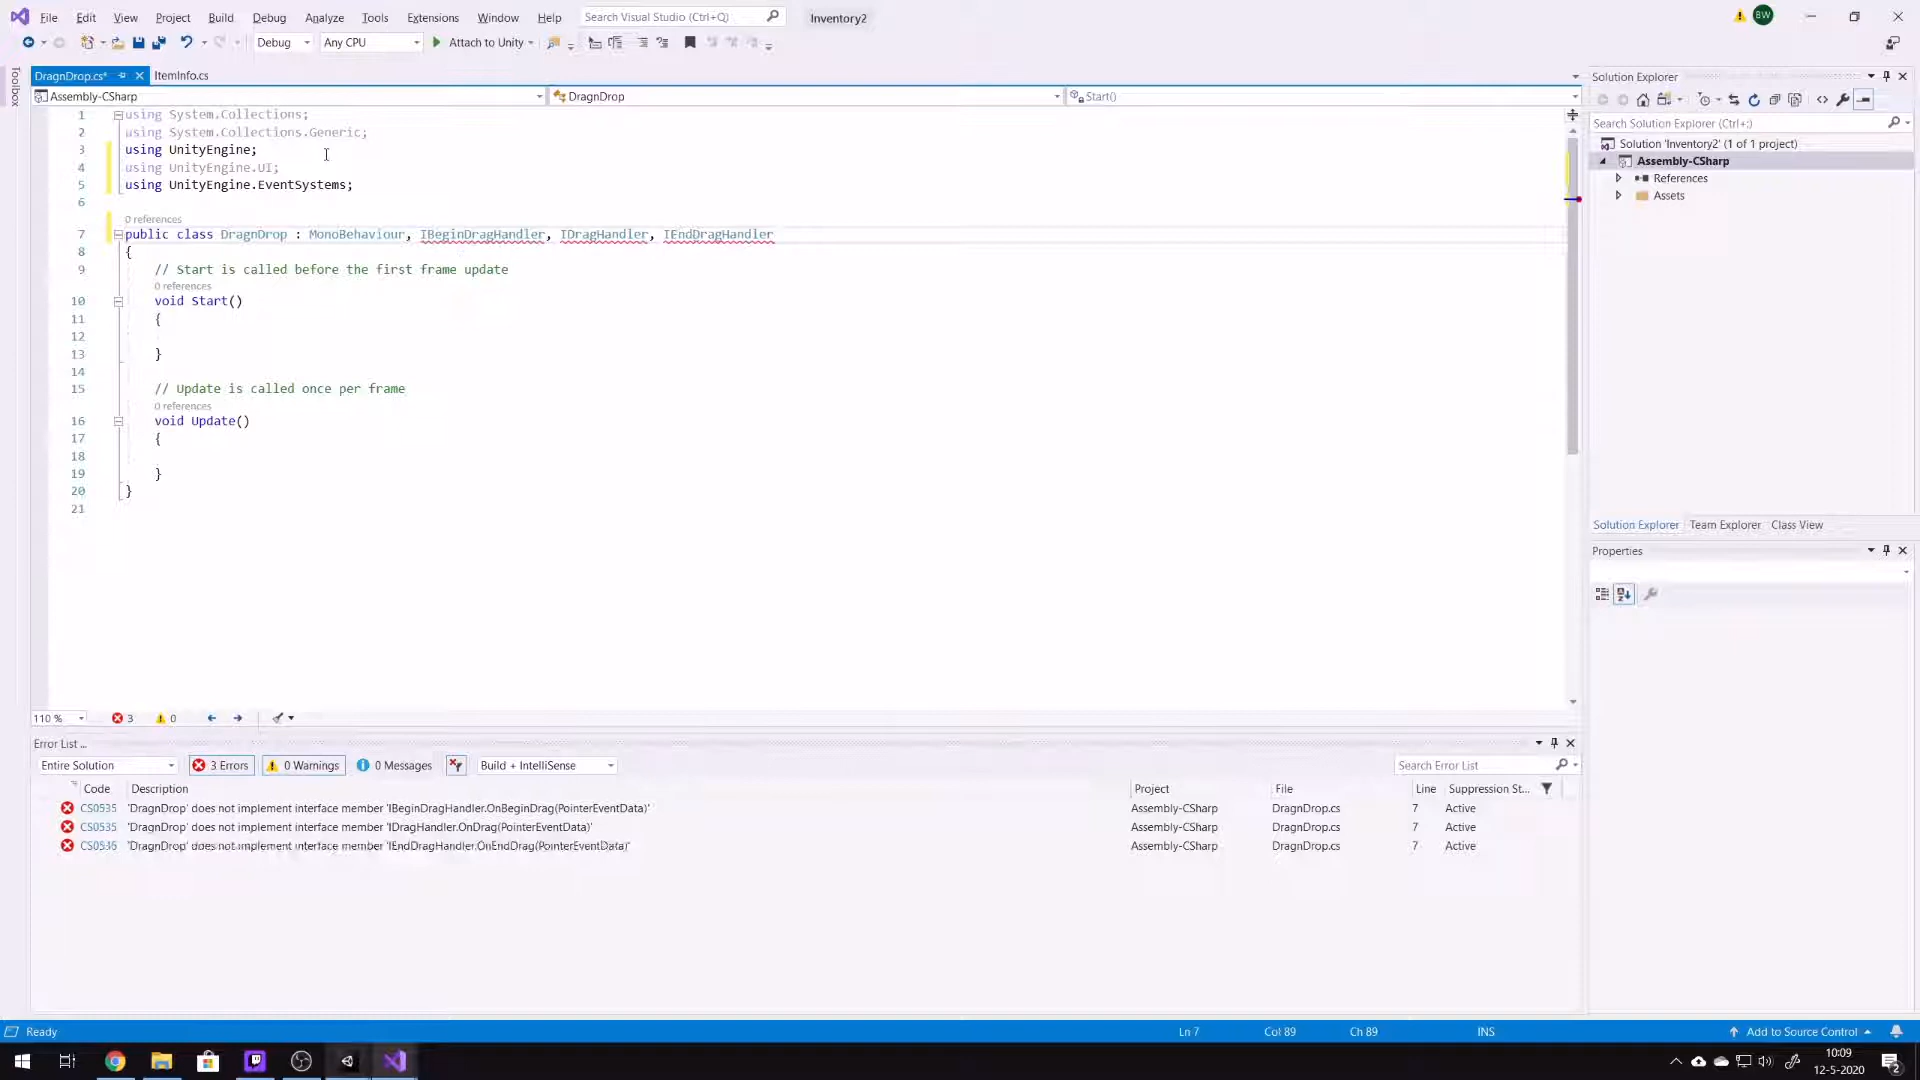 File Edit View Project Build Debug Analyze Tools Extensions Window Help Search Visual Studio (Ctrl+Q) Inventory2 BW
Debug Any CPU Attach to Unity
Toolbox
DragnDrop.cs* ItemInfo.cs
Assembly-CSharp DragnDrop Start()
1 using System.Collections;
2 using System.Collections.Generic;
3 using UnityEngine;
4 using UnityEngine.UI;
5 using UnityEngine.EventSystems;
6
0 references
7 public class DragnDrop : MonoBehaviour, IBeginDragHandler, IDragHandler, IEndDragHandler
8 {
9 // Start is called before the first frame update
0 references
10 void Start()
11 {
12
13 }
14
15 // Update is called once per frame
0 references
16 void Update()
17 {
18
19 }
20 }
21
110 % 3 0
Error List ...
Entire Solution 3 Errors 0 Warnings 0 Messages Build + IntelliSense Search Error List
Code Description Project File Line Suppression St...
CS0535 'DragnDrop' does not implement interface member 'IBeginDragHandler.OnBeginDrag(PointerEventData)' Assembly-CSharp DragnDrop.cs 7 Active
CS0535 'DragnDrop' does not implement interface member 'IDragHandler.OnDrag(PointerEventData)' Assembly-CSharp DragnDrop.cs 7 Active
CS0535 'DragnDrop' does not implement interface member 'IEndDragHandler.OnEndDrag(PointerEventData)' Assembly-CSharp DragnDrop.cs 7 Active
Solution Explorer
Search Solution Explorer (Ctrl+;)
Solution 'Inventory2' (1 of 1 project)
Assembly-CSharp
References
Assets
Solution Explorer Team Explorer Class View
Properties
Ready Ln 7 Col 89 Ch 89 INS Add to Source Control
10:09
12-5-2020
2